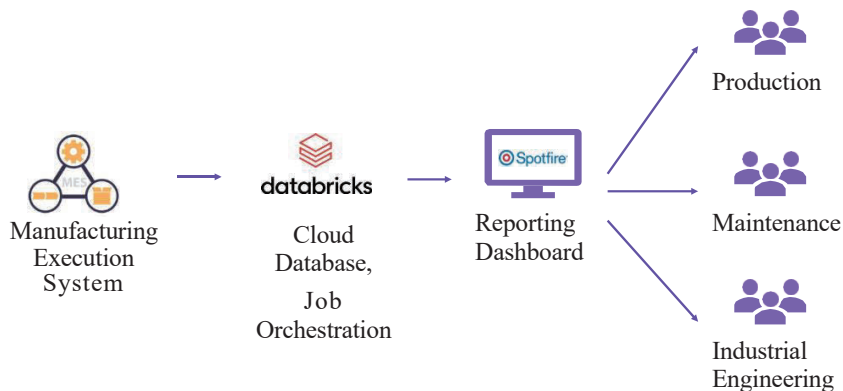 MES
Manufacturing
Execution
System
databricks
Cloud
Database,
Job
Orchestration
Spotfire
Reporting
Dashboard
Production
Maintenance
Industrial
Engineering